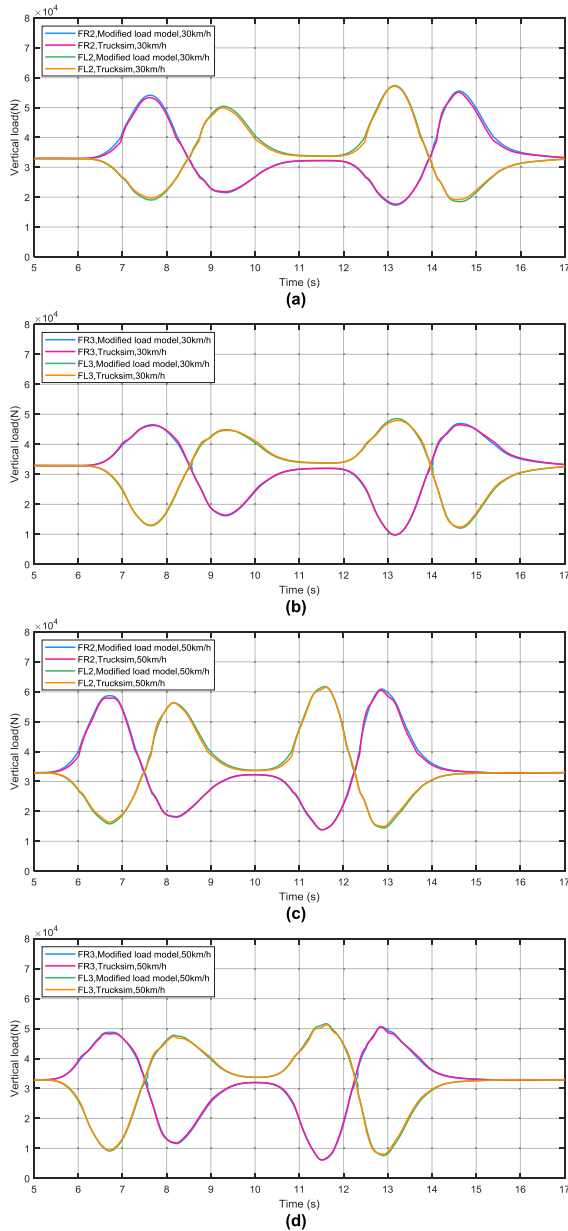 ×10⁴
8
7
6
5
4
3
2
1
0
Vertical load(N)
FR2,Modified load model,30km/h
FR2,Trucksim,30km/h
FL2,Modified load model,30km/h
FL2,Trucksim,30km/h
5 6 7 8 9 10 11 12 13 14 15 16 17
Time (s)
(a)
×10⁴
8
7
6
5
4
3
2
1
0
Vertical load(N)
FR3,Modified load model,30km/h
FR3,Trucksim,30km/h
FL3,Modified load model,30km/h
FL3,Trucksim,30km/h
5 6 7 8 9 10 11 12 13 14 15 16 17
Time (s)
(b)
×10⁴
8
7
6
5
4
3
2
1
0
Vertical load(N)
FR2,Modified load model,50km/h
FR2,Trucksim,50km/h
FL2,Modified load model,50km/h
FL2,Trucksim,50km/h
5 6 7 8 9 10 11 12 13 14 15 16 17
Time (s)
(c)
×10⁴
8
7
6
5
4
3
2
1
0
Vertical load(N)
FR3,Modified load model,50km/h
FR3,Trucksim,50km/h
FL3,Modified load model,50km/h
FL3,Trucksim,50km/h
5 6 7 8 9 10 11 12 13 14 15 16 17
Time (s)
(d)